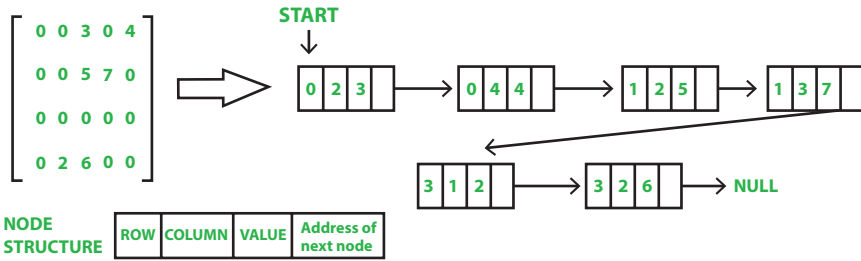 START
0 0 3 0 4
0 0 5 7 0
0 0 0 0 0
0 2 6 0 0
0 2 3
0 4 4
1 2 5
1 3 7
3 1 2
3 2 6
NULL
NODE
STRUCTURE
ROW
COLUMN
VALUE
Address of
next node